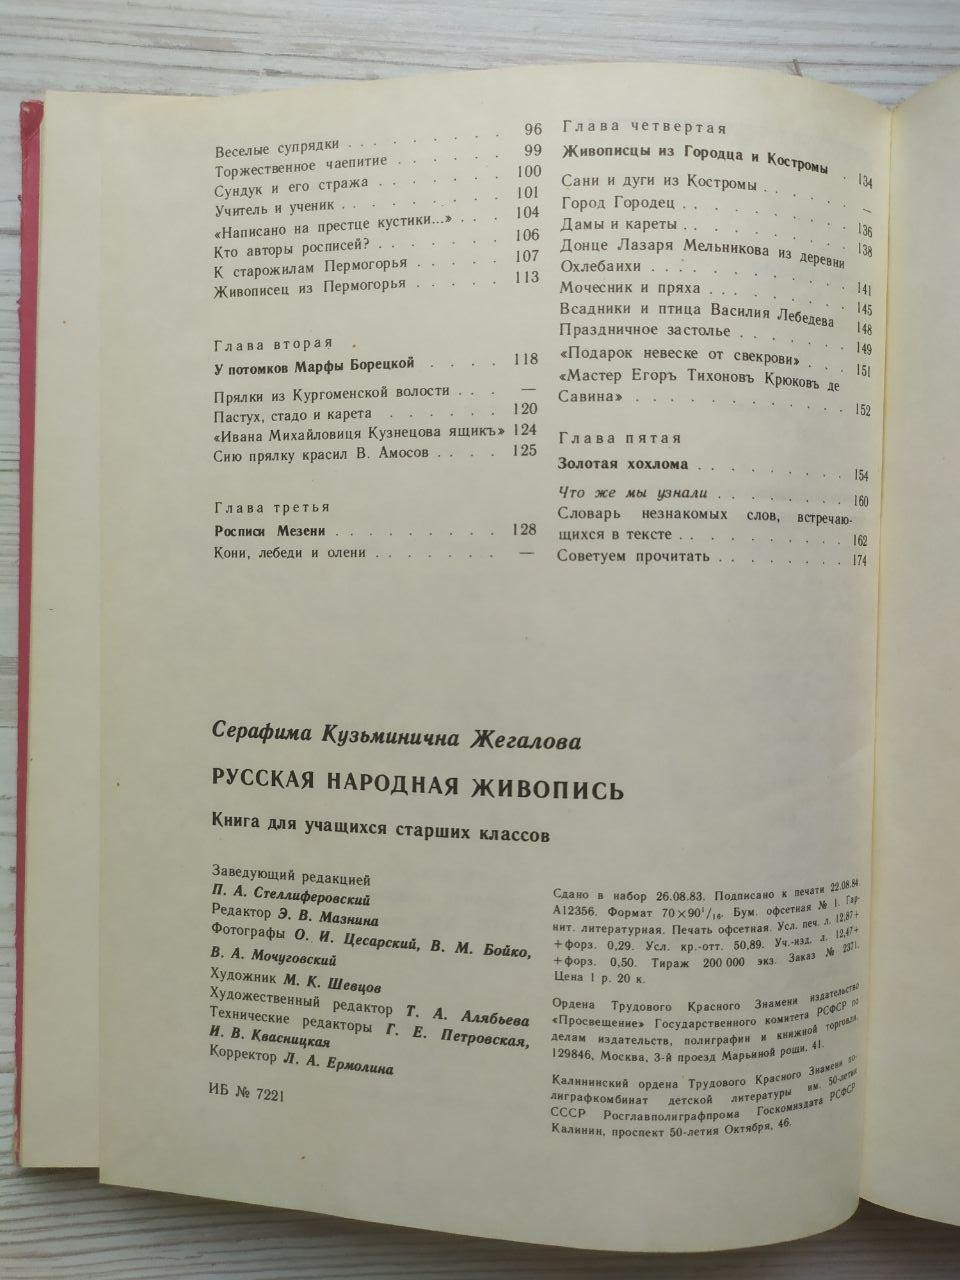 Веселые супрядки . . . . . . . . 96
Торжественное чаепитие . . . . . . 99
Сундук и его стража . . . . . . . 100
Учитель и ученик . . . . . . . . 101
«Написано на престце кустики...» . . . 104
Кто авторы росписей? . . . . . . . 106
К старожилам Пермогорья . . . . . 107
Живописец из Пермогорья . . . . . 113
Глава вторая
У потомков Марфы Борецкой . . . . 118
Прялки из Кургоменской волости . . . —
Пастух, стадо и карета . . . . . . 120
«Ивана Михайловиця Кузнецова ящикъ» 124
Сию прялку красил В. Амосов . . . . 125
Глава третья
Росписи Мезени . . . . . . . . . 128
Кони, лебеди и олени . . . . . . . —
Глава четвертая
Живописцы из Городца и Костромы . 134
Сани и дуги из Костромы . . . . . —
Город Городец . . . . . . . . . 136
Дамы и кареты . . . . . . . . . 138
Донце Лазаря Мельникова из деревни
Охлебаихи . . . . . . . . . . 141
Мочесник и пряха . . . . . . . . 145
Всадники и птица Василия Лебедева 148
Праздничное застолье . . . . . . . 149
«Подарок невеске от свекрови» . . . 151
«Мастер Егоръ Тихоновъ Крюковъ де
Савина» . . . . . . . . . . . 152
Глава пятая
Золотая хохлома . . . . . . . . 154
Что же мы узнали . . . . . . . . 160
Словарь незнакомых слов, встречаю-
щихся в тексте . . . . . . . . . 162
Советуем прочитать . . . . . . . 174
Серафима Кузьминична Жегалова
РУССКАЯ НАРОДНАЯ ЖИВОПИСЬ
Книга для учащихся старших классов
Заведующий редакцией
П. А. Стеллиферовский
Редактор Э. В. Мазнина
Фотографы О. И. Цесарский, В. М. Бойко,
В. А. Мочуговский
Художник М. К. Шевцов
Художественный редактор Т. А. Алябьева
Технические редакторы Г. Е. Петровская,
И. В. Квасницкая
Корректор Л. А. Ермолина
ИБ № 7221
Сдано в набор 26.08.83. Подписано к печати 22.08.84.
А12356. Формат 70×90¹/₁₆. Бум. офсетная № 1. Гар-
нит. литературная. Печать офсетная. Усл. печ. л. 12,87+
+форз. 0,29. Усл. кр.-отт. 50,89. Уч.-изд. л. 12,47+
+форз. 0,50. Тираж 200 000 экз. Заказ № 2371.
Цена 1 р. 20 к.
Ордена Трудового Красного Знамени издательство
«Просвещение» Государственного комитета РСФСР по
делам издательств, полиграфии и книжной торговли.
129846, Москва, 3-й проезд Марьиной рощи, 41.
Калининский ордена Трудового Красного Знамени по-
лиграфкомбинат детской литературы им. 50-летия
СССР Росглавполиграфпрома Госкомиздата РСФСР
Калинин, проспект 50-летия Октября, 46.